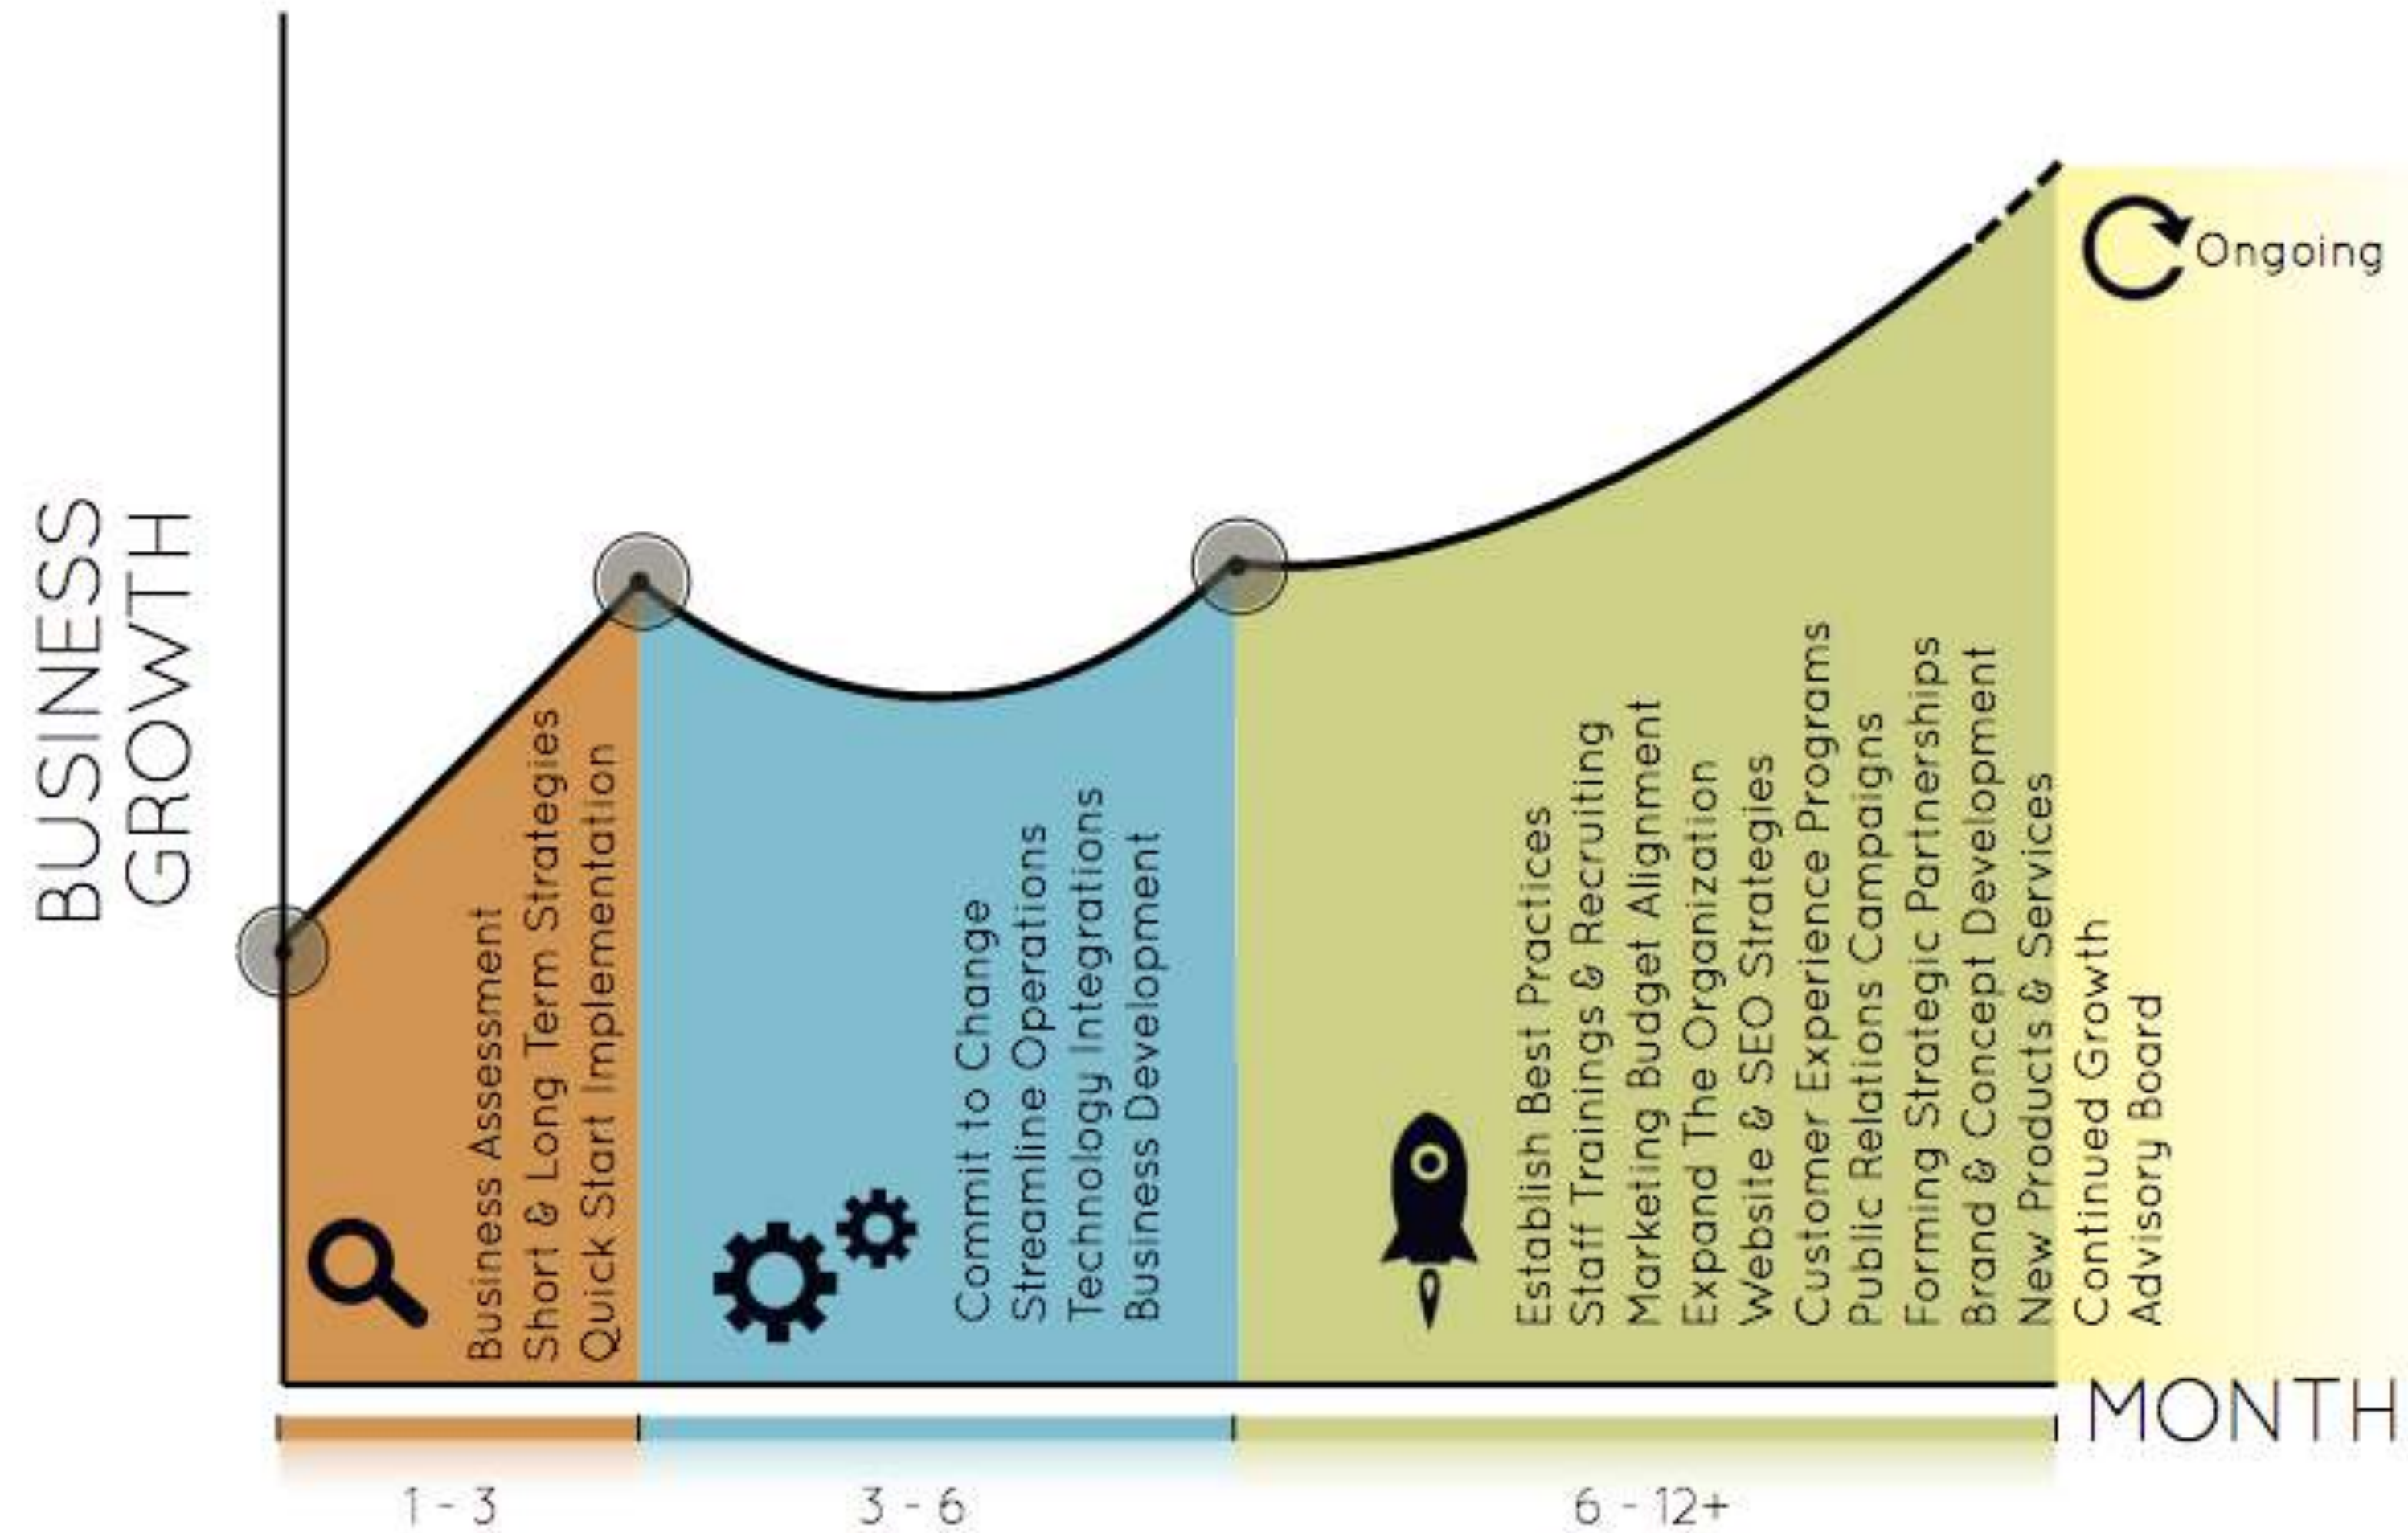 BUSINESS
GROWTH
Business Assessment
Short & Long Term Strategies
Quick Start Implementation
Commit to Change
Streamline Operations
Technology Integrations
Business Development
Establish Best Practices
Staff Trainings & Recruiting
Marketing Budget Alignment
Expand The Organization
Website & SEO Strategies
Customer Experience Programs
Public Relations Campaigns
Forming Strategic Partnerships
Brand & Concept Development
New Products & Services
Ongoing
Continued Growth
Advisory Board
MONTH
1 - 3
3 - 6
6 - 12+